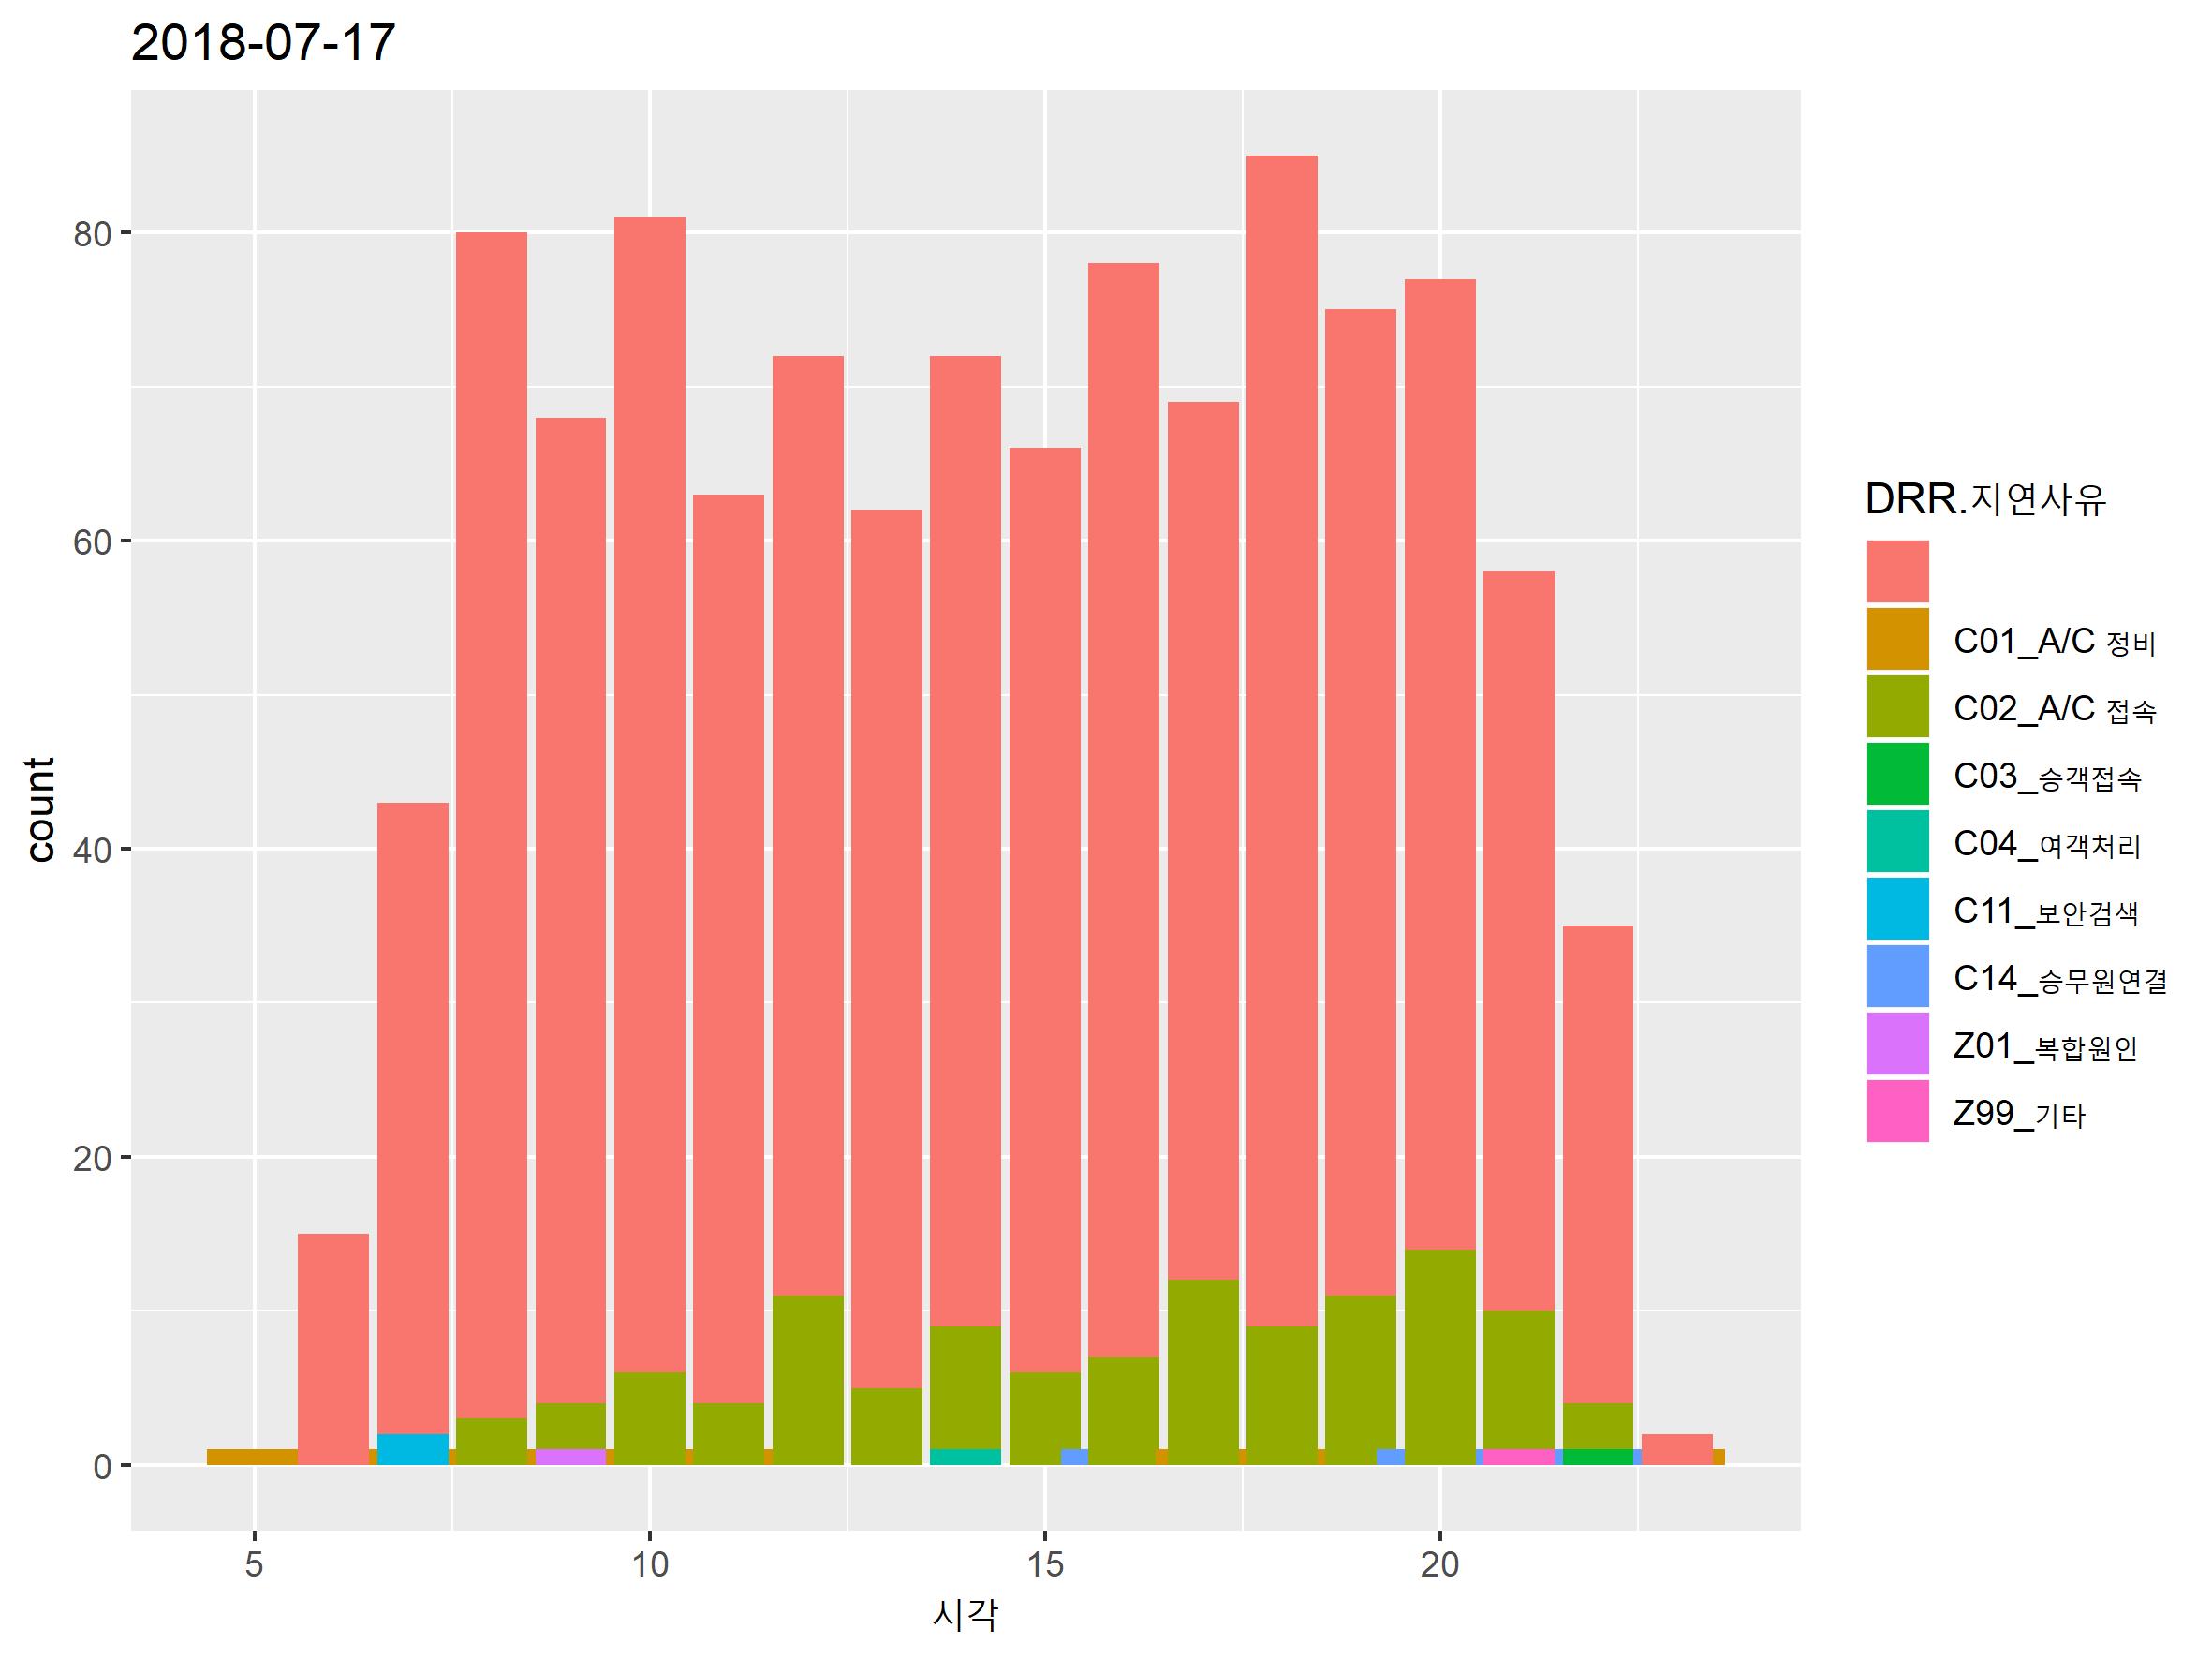 2018-07-17
count
80
60
40
20
0
5 10 15 20
시각
DRR.지연사유
C01_A/C 정비
C02_A/C 접속
C03_승객접속
C04_여객처리
C11_보안검색
C14_승무원연결
Z01_복합원인
Z99_기타